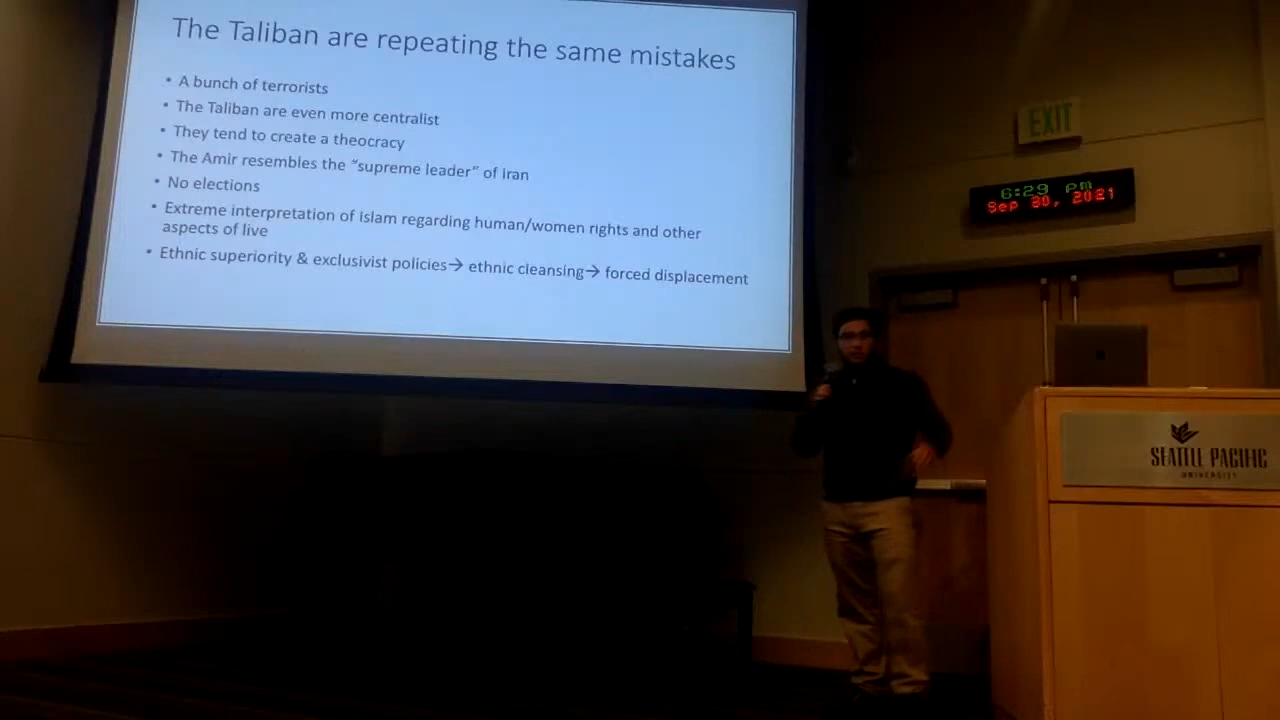 The Taliban are repeating the same mistakes
• A bunch of terrorists
• The Taliban are even more centralist
• They tend to create a theocracy
• The Amir resembles the “supreme leader” of Iran
• No elections
• Extreme interpretation of islam regarding human/women rights and other
aspects of live
• Ethnic superiority & exclusivist policies→ ethnic cleansing→ forced displacement
EXIT
6:29 pm
Sep 30, 2021
SEATTLE PACIFIC
UNIVERSITY